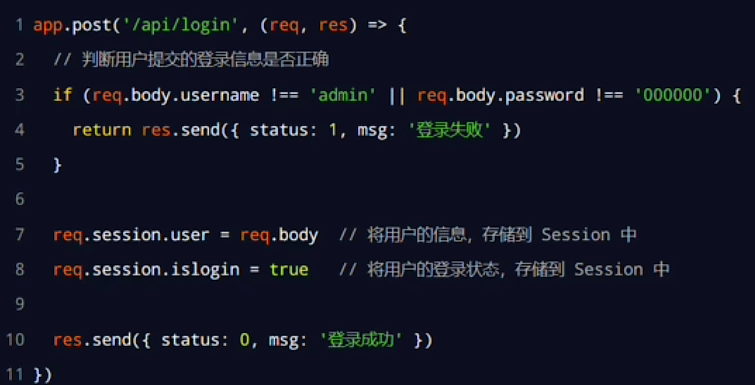 1 app.post('/api/login', (req, res) => {
2 // 判断用户提交的登录信息是否正确
3 if (req.body.username !== 'admin' || req.body.password !== '000000') {
4 return res.send({ status: 1, msg: '登录失败' })
5 }
6
7 req.session.user = req.body // 将用户的信息，存储到 Session 中
8 req.session.islogin = true // 将用户的登录状态，存储到 Session 中
9
10 res.send({ status: 0, msg: '登录成功' })
11 })